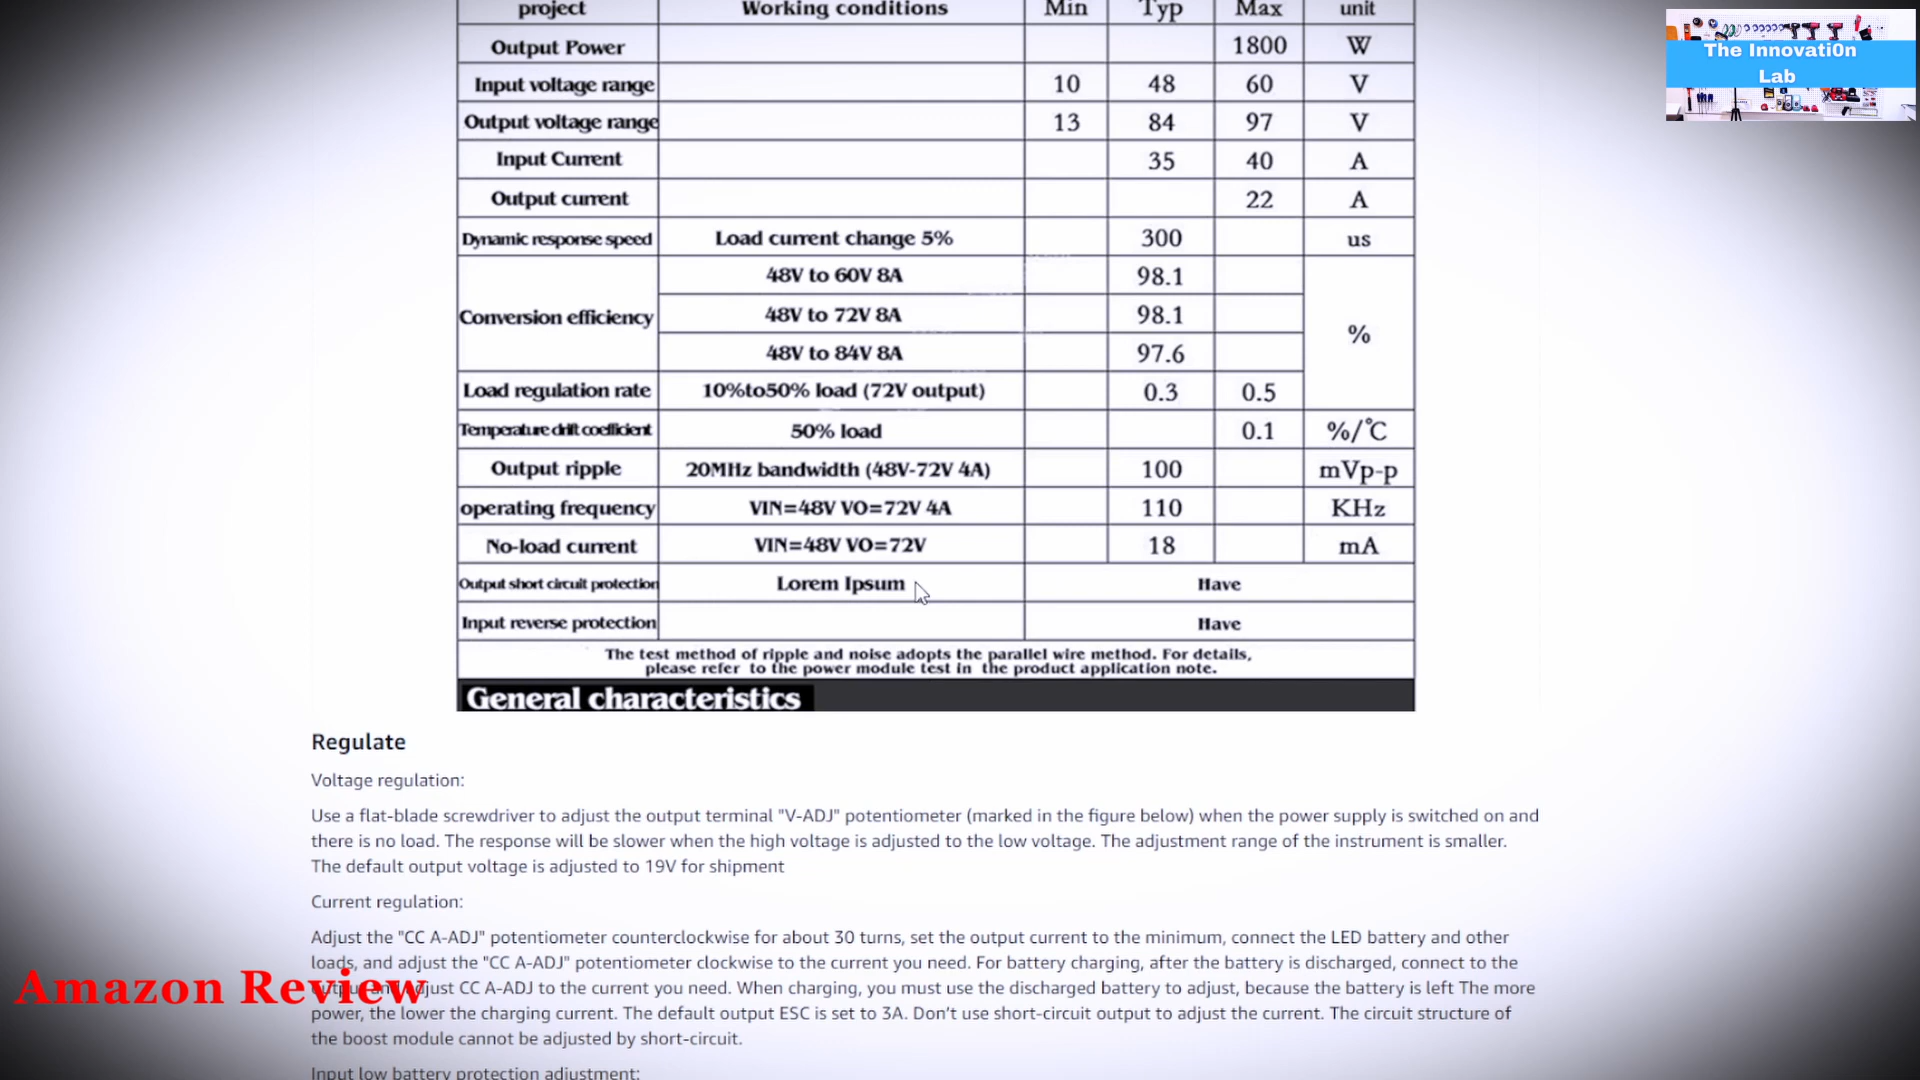 project Working conditions Min Typ Max unit
The Innovati0n
Lab
Output Power 1800 W
Input voltage range 10 48 60 V
Output voltage range 13 84 97 V
Input Current 35 40 A
Output current 22 A
Dynamic response speed Load current change 5% 300 us
48V to 60V 8A 98.1
Conversion efficiency 48V to 72V 8A 98.1 %
48V to 84V 8A 97.6
Load regulation rate 10%to50% load (72V output) 0.3 0.5
Temperature drift coefficient 50% load 0.1 %/℃
Output ripple 20MHz bandwidth (48V-72V 4A) 100 mVp-p
operating frequency VIN=48V VO=72V 4A 110 KHz
No-load current VIN=48V VO=72V 18 mA
Output short circuit protection Lorem Ipsum Have
Input reverse protection Have
The test method of ripple and noise adopts the parallel wire method. For details,
please refer to the power module test in the product application note.
General characteristics
Regulate
Voltage regulation:
Use a flat-blade screwdriver to adjust the output terminal "V-ADJ" potentiometer (marked in the figure below) when the power supply is switched on and
there is no load. The response will be slower when the high voltage is adjusted to the low voltage. The adjustment range of the instrument is smaller.
The default output voltage is adjusted to 19V for shipment
Current regulation:
Adjust the "CC A-ADJ" potentiometer counterclockwise for about 30 turns, set the output current to the minimum, connect the LED battery and other
loads, and adjust the "CC A-ADJ" potentiometer clockwise to the current you need. For battery charging, after the battery is discharged, connect to the
Amazon Review
adjust CC A-ADJ to the current you need. When charging, you must use the discharged battery to adjust, because the battery is left The more
power, the lower the charging current. The default output ESC is set to 3A. Don't use short-circuit output to adjust the current. The circuit structure of
the boost module cannot be adjusted by short-circuit.
Input low battery protection adjustment: